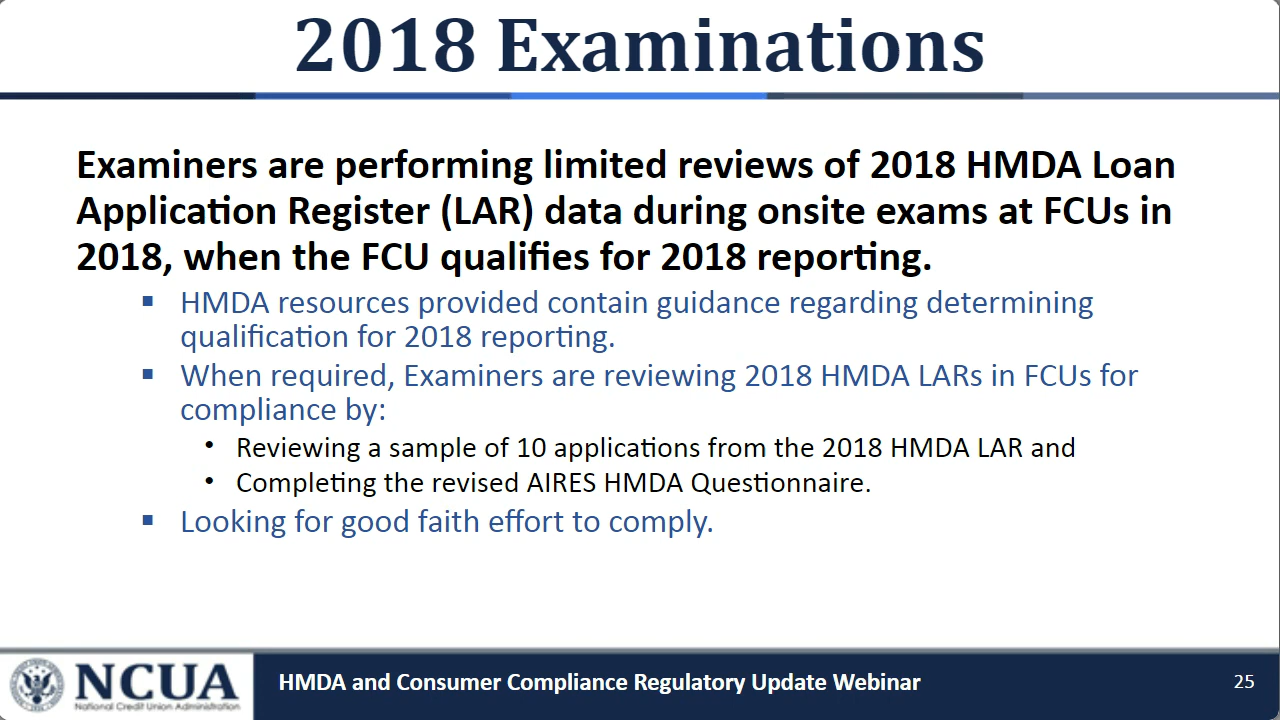 2018 Examinations
Examiners are performing limited reviews of 2018 HMDA Loan
Application Register (LAR) data during onsite exams at FCUs in
2018, when the FCU qualifies for 2018 reporting.
▪ HMDA resources provided contain guidance regarding determining
qualification for 2018 reporting.
▪ When required, Examiners are reviewing 2018 HMDA LARs in FCUs for
compliance by:
• Reviewing a sample of 10 applications from the 2018 HMDA LAR and
• Completing the revised AIRES HMDA Questionnaire.
▪ Looking for good faith effort to comply.
NCUA
National Credit Union Administration
HMDA and Consumer Compliance Regulatory Update Webinar
25